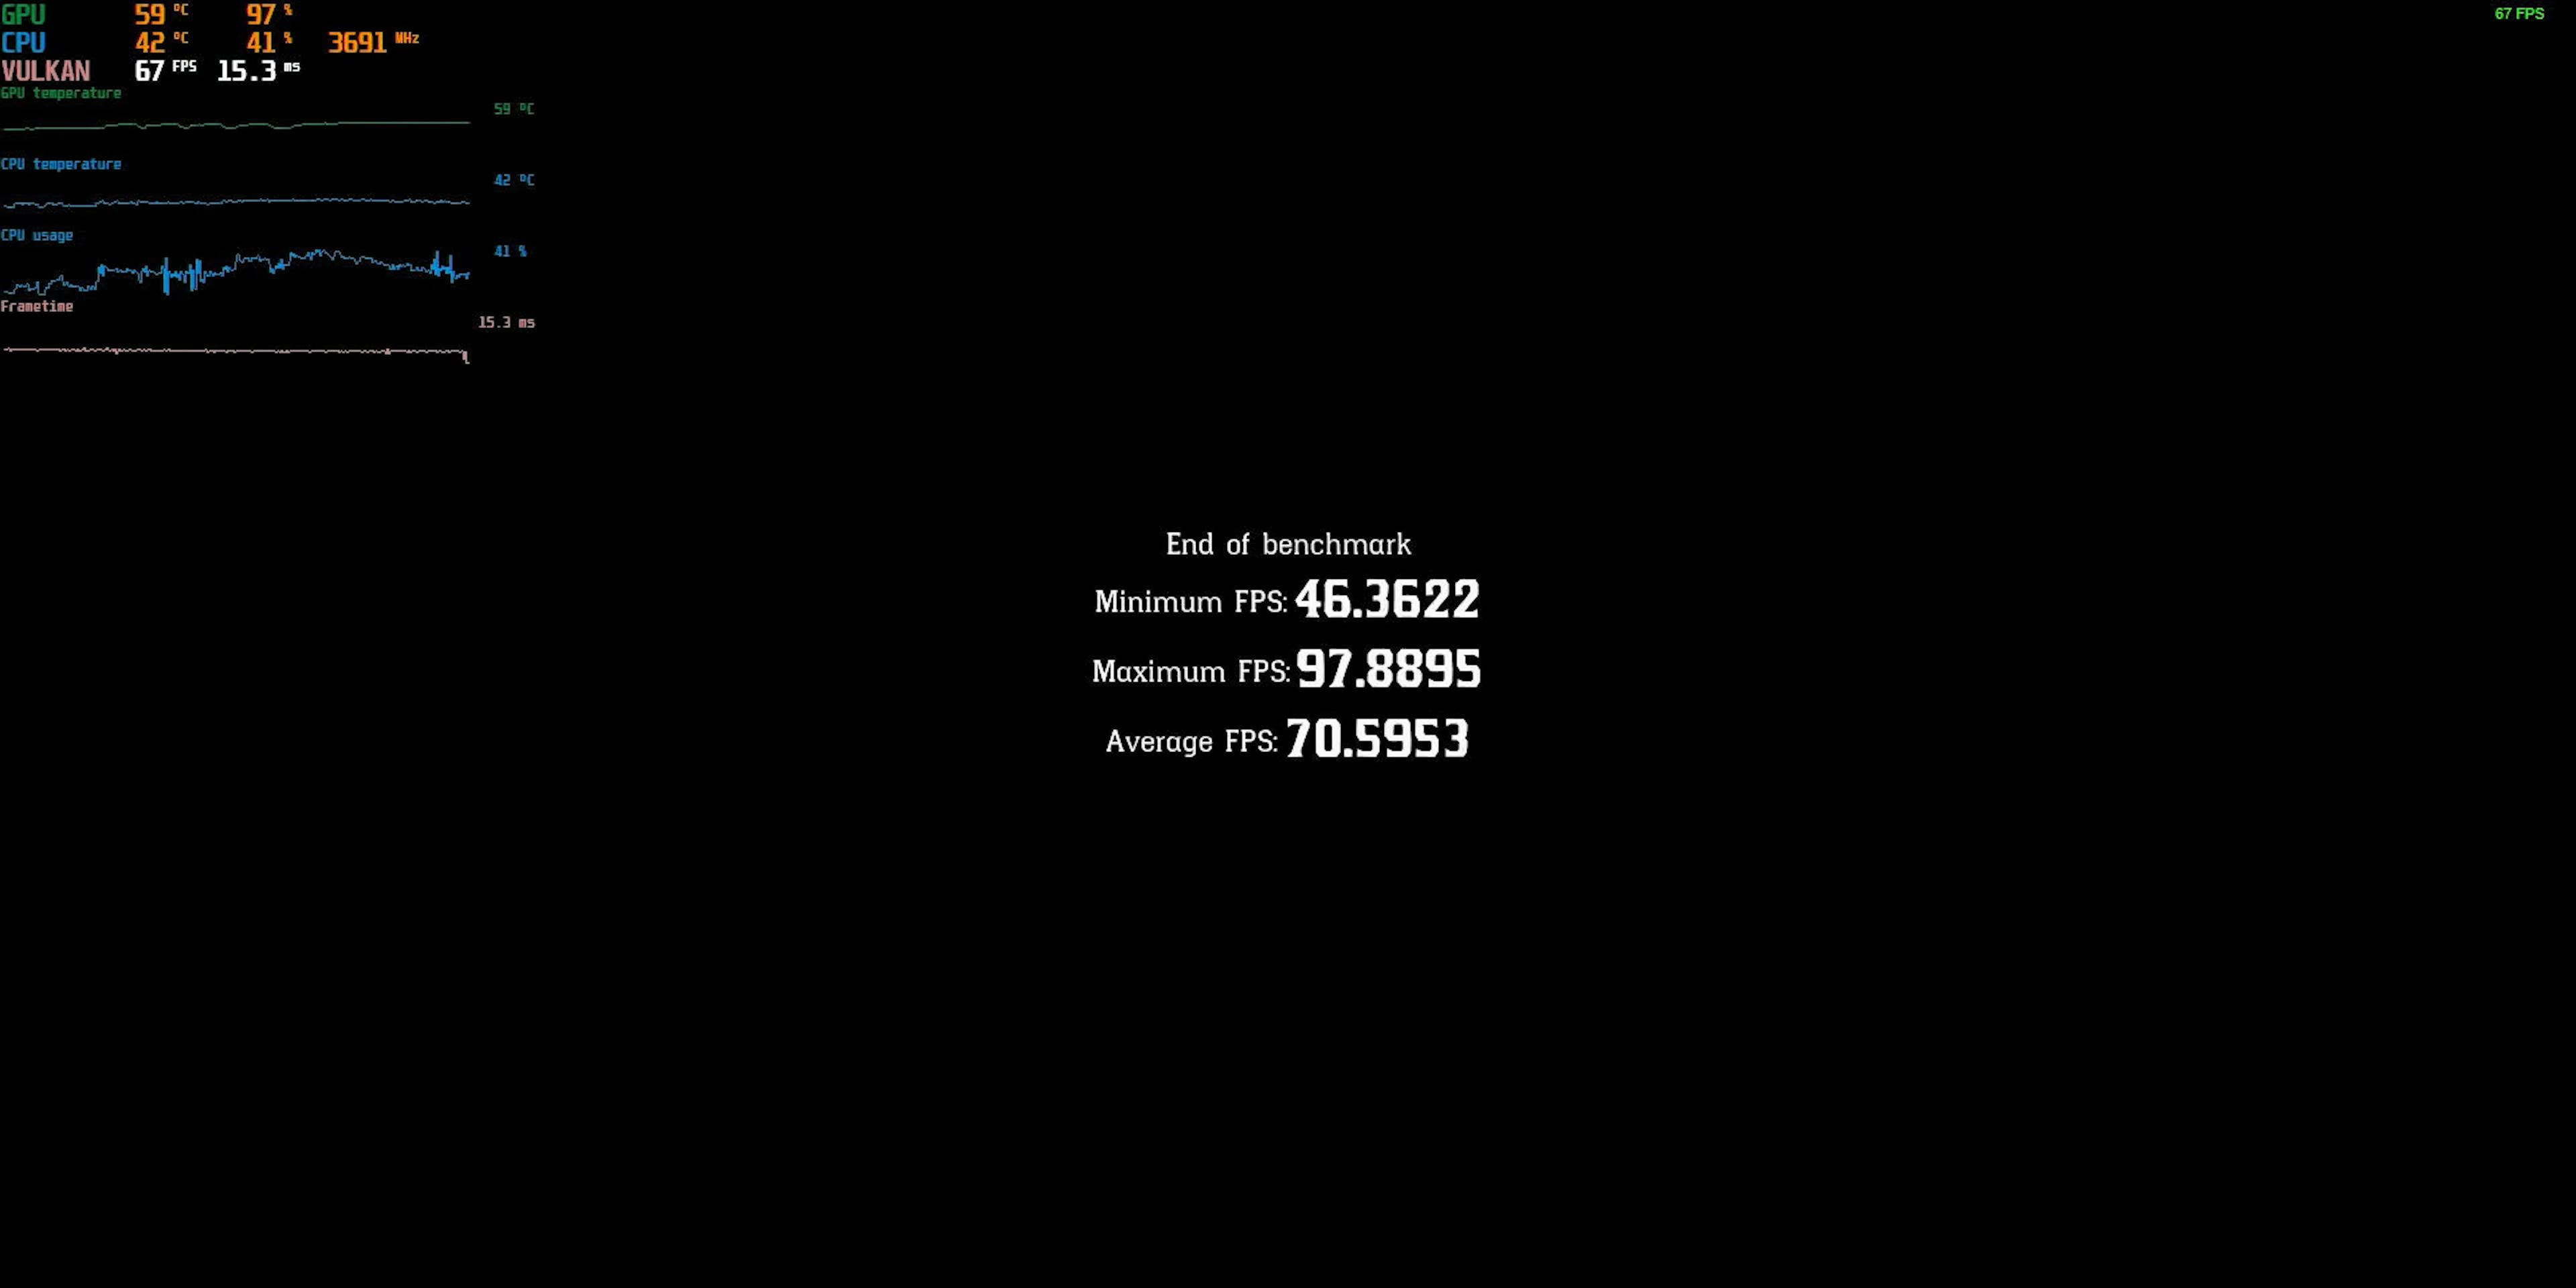 GPU 59 °C 97 %
CPU 42 °C 41 % 3691 MHz
VULKAN 67 FPS 15.3 ms
67 FPS
GPU temperature
59 °C
CPU temperature
42 °C
CPU usage
41 %
Frametime
15.3 ms
End of benchmark
Minimum FPS: 46.3622
Maximum FPS: 97.8895
Average FPS: 70.5953